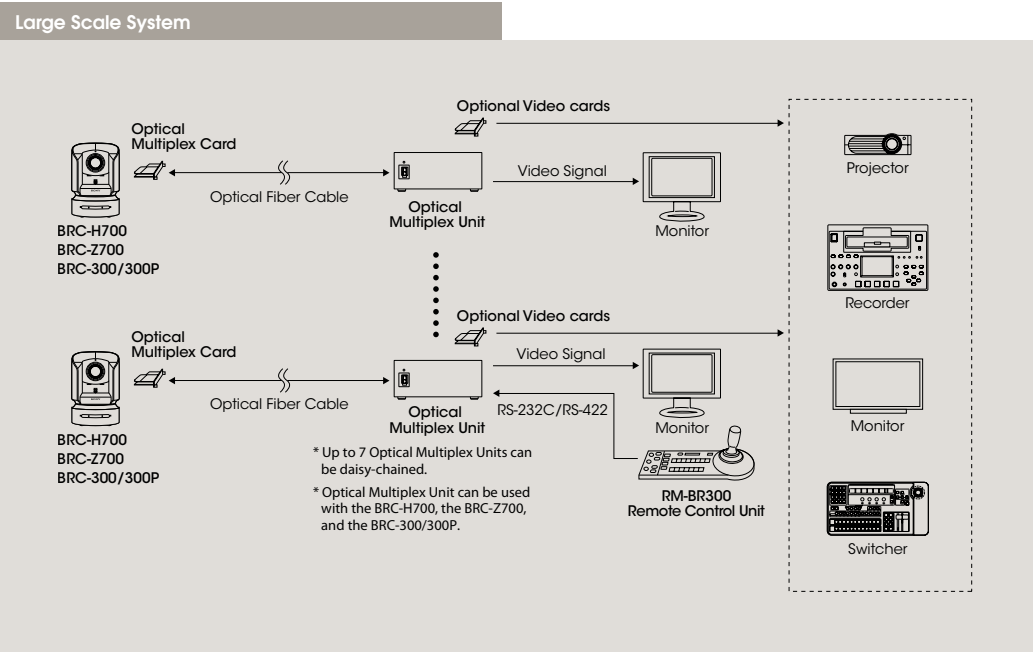 Large Scale System
Optional Video cards
Optical
Multiplex Card
Optical Fiber Cable
Video Signal
Optical
Multiplex Unit
Monitor
BRC-H700
BRC-Z700
BRC-300/300P
Projector
Recorder
Optional Video cards
Optical
Multiplex Card
Optical Fiber Cable
Video Signal
RS-232C/RS-422
Optical
Multiplex Unit
Monitor
Monitor
BRC-H700
BRC-Z700
BRC-300/300P
* Up to 7 Optical Multiplex Units can
be daisy-chained.
* Optical Multiplex Unit can be used
with the BRC-H700, the BRC-Z700,
and the BRC-300/300P.
RM-BR300
Remote Control Unit
Switcher